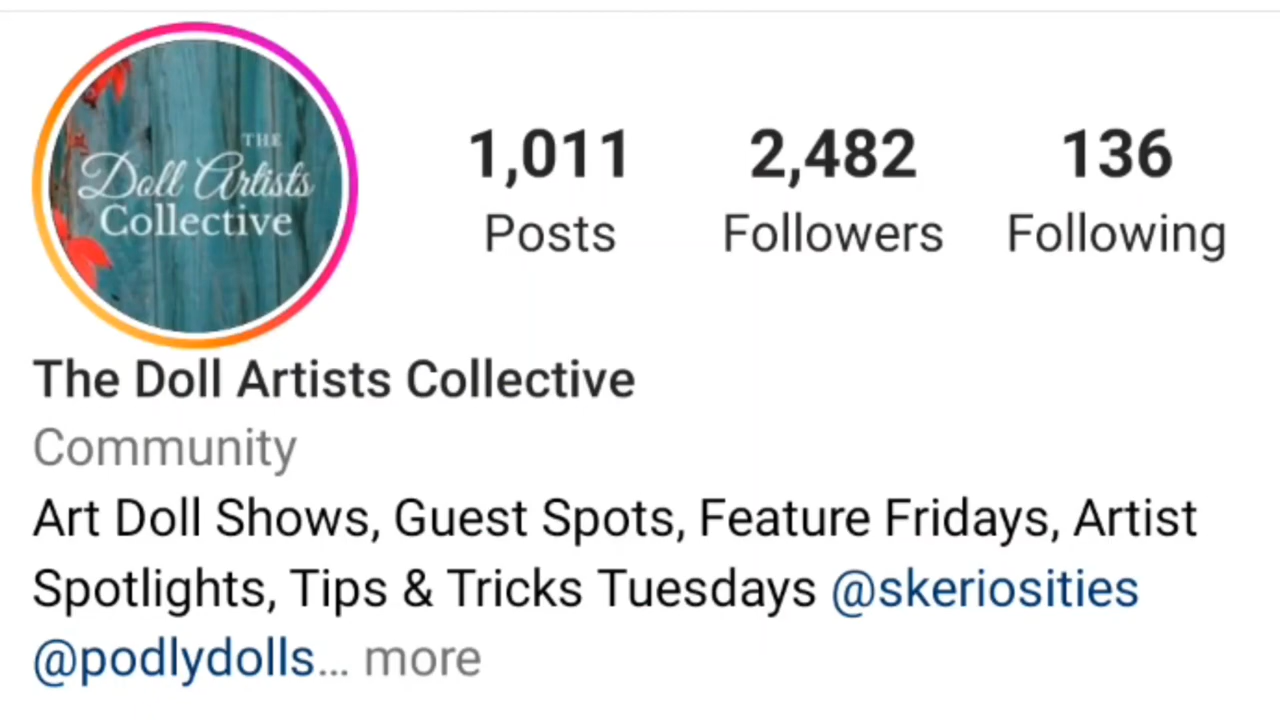 THE
Doll Artists
Collective
1,011 2,482 136
Posts Followers Following
The Doll Artists Collective
Community
Art Doll Shows, Guest Spots, Feature Fridays, Artist
Spotlights, Tips & Tricks Tuesdays @skeriosities
@podlydolls... more